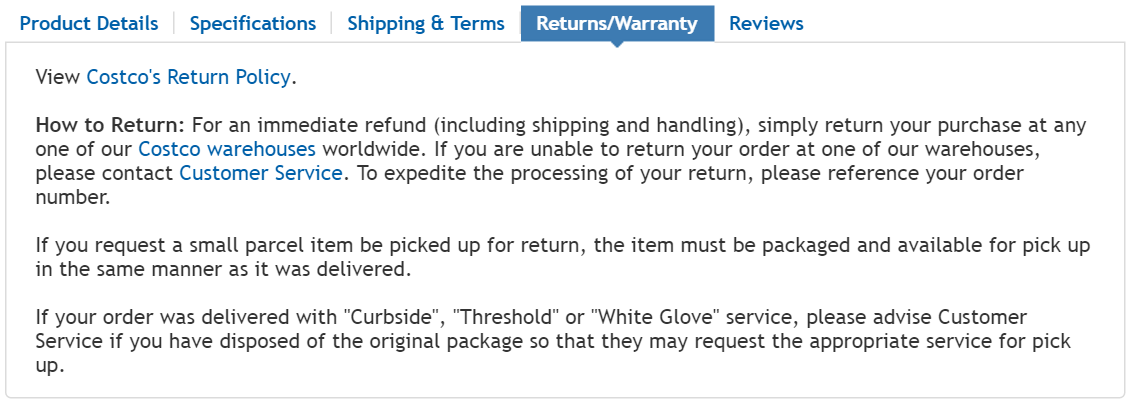 Product Details
Specifications
Shipping & Terms
Returns/Warranty
Reviews
View Costco's Return Policy.
How to Return: For an immediate refund (including shipping and handling), simply return your purchase at any
one of our Costco warehouses worldwide. If you are unable to return your order at one of our warehouses,
please contact Customer Service. To expedite the processing of your return, please reference your order
number.
If you request a small parcel item be picked up for return, the item must be packaged and available for pick up
in the same manner as it was delivered.
If your order was delivered with "Curbside", "Threshold" or "White Glove" service, please advise Customer
Service if you have disposed of the original package so that they may request the appropriate service for pick
up.